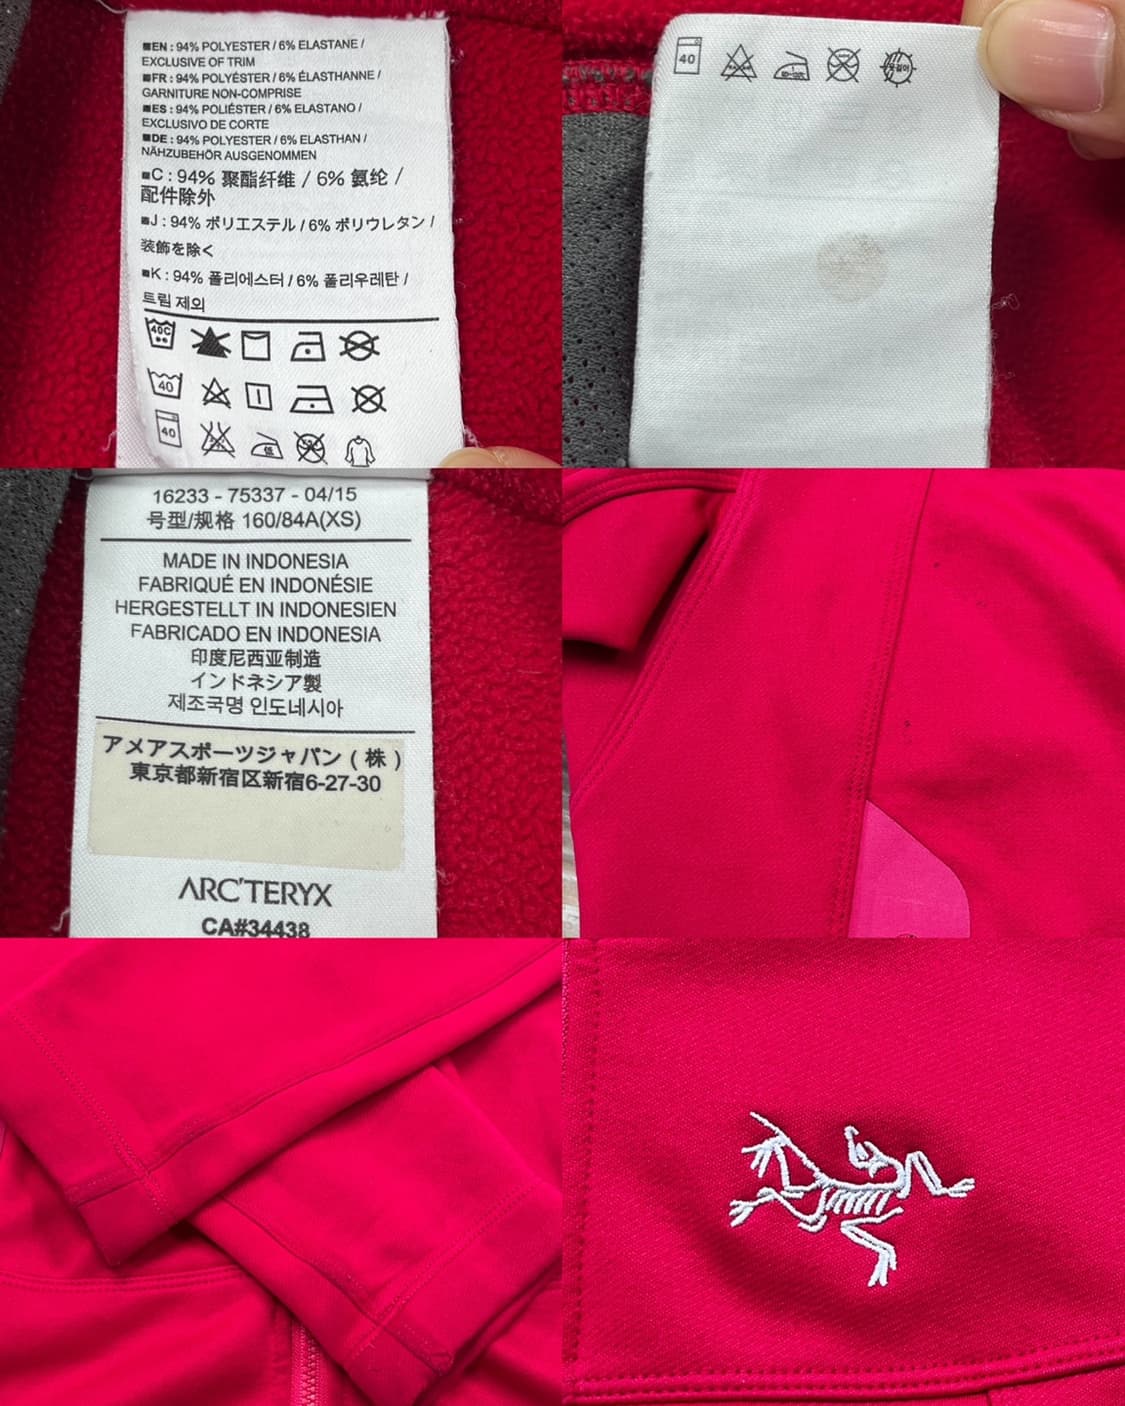 ■EN : 94% POLYESTER / 6% ELASTANE /
EXCLUSIVE OF TRIM
■FR : 94% POLYÉSTER / 6% ÉLASTHANNE /
GARNITURE NON-COMPRISE
■ES : 94% POLIÉSTER / 6% ELASTANO /
EXCLUSIVO DE CORTE
■DE : 94% POLYESTER / 6% ELASTHAN /
NÄHZUBEHÖR AUSGENOMMEN
■C : 94% 聚酯纤维 / 6% 氨纶 /
配件除外
■J : 94% ポリエステル / 6% ポリウレタン /
装飾を除く
■K : 94% 폴리에스터 / 6% 폴리우레탄 /
트림 제외
40C
40
40
40
16233 - 75337 - 04/15
号型/规格 160/84A(XS)
MADE IN INDONESIA
FABRIQUÉ EN INDONÉSIE
HERGESTELLT IN INDONESIEN
FABRICADO EN INDONESIA
印度尼西亚制造
インドネシア製
제조국명 인도네시아
アメアスポーツジャパン ( 株 )
東京都新宿区新宿6-27-30
ARC'TERYX
CA#34438